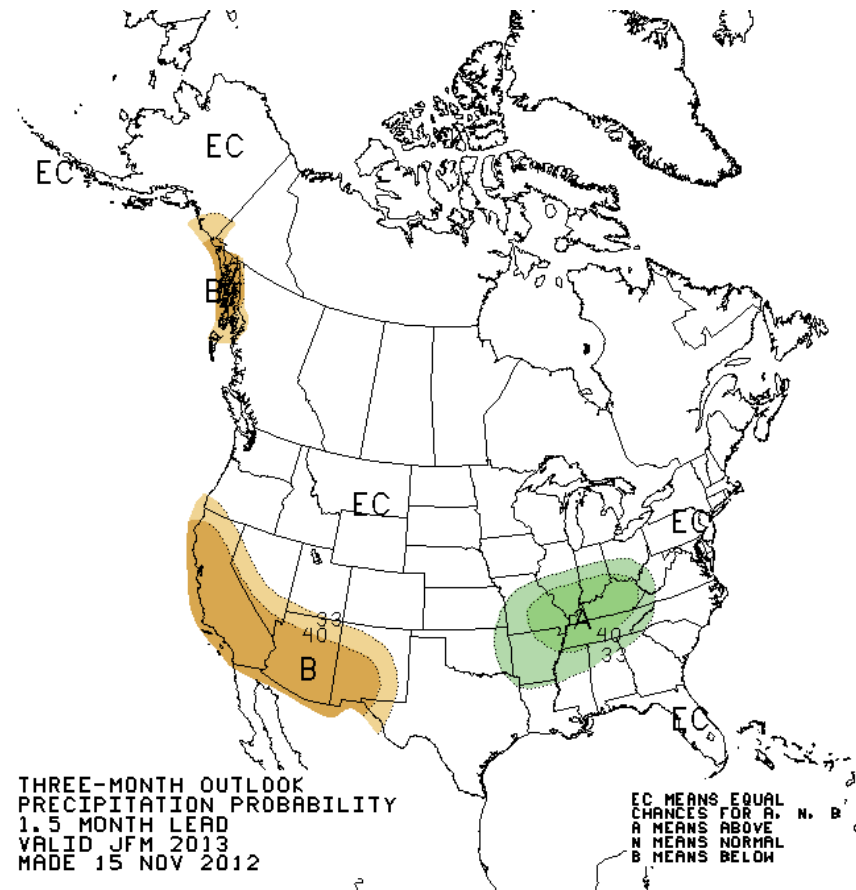 EC
EC
B
EC
EC
A
33
40
40
33
B
EC
THREE-MONTH OUTLOOK
PRECIPITATION PROBABILITY
1.5 MONTH LEAD
VALID JFM 2013
MADE 15 NOV 2012
EC MEANS EQUAL
CHANCES FOR A, N, B
A MEANS ABOVE
N MEANS NORMAL
B MEANS BELOW